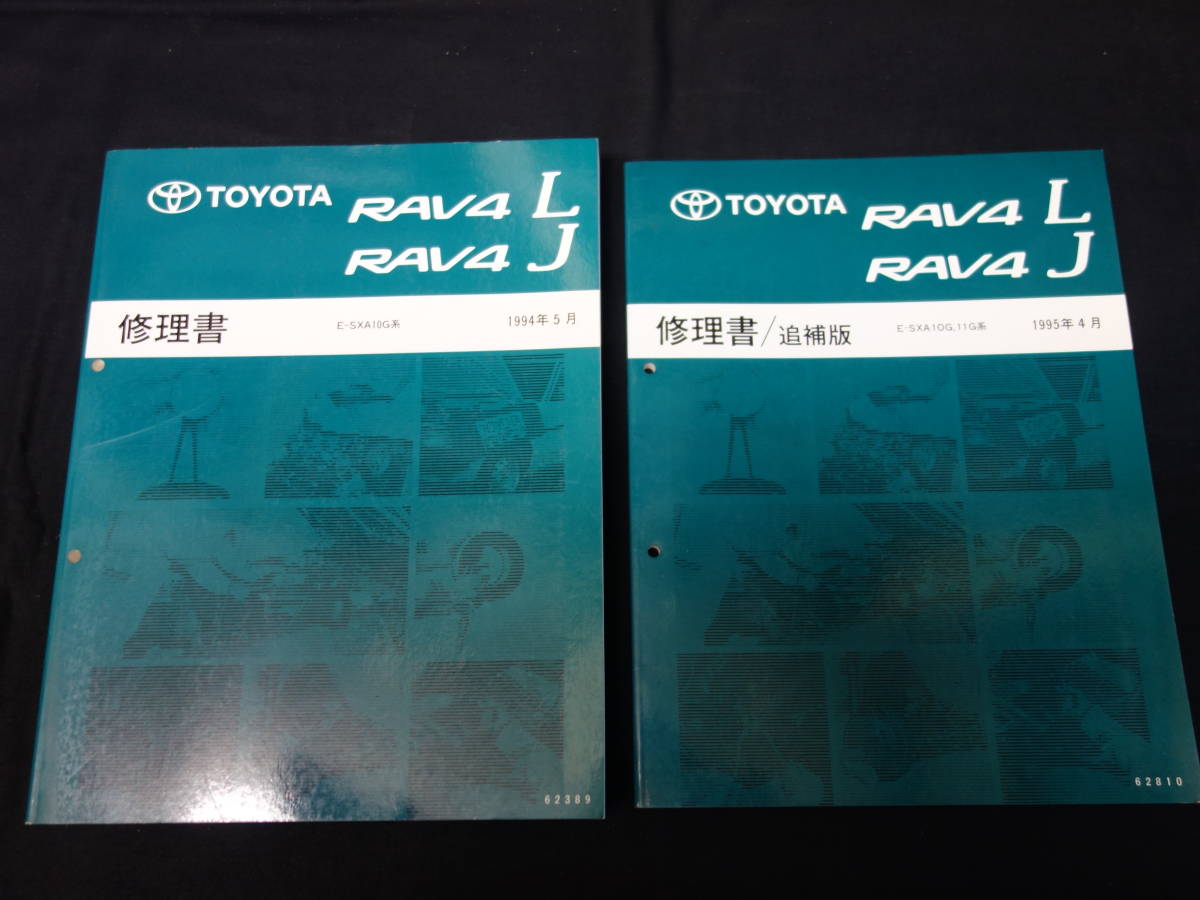 TOYOTA RAV4 L
RAV4 J
修理書 E-SXA10G系 1994年5月
62389
TOYOTA RAV4 L
RAV4 J
修理書/追補版 E-SXA10G,11G系 1995年4月
62810